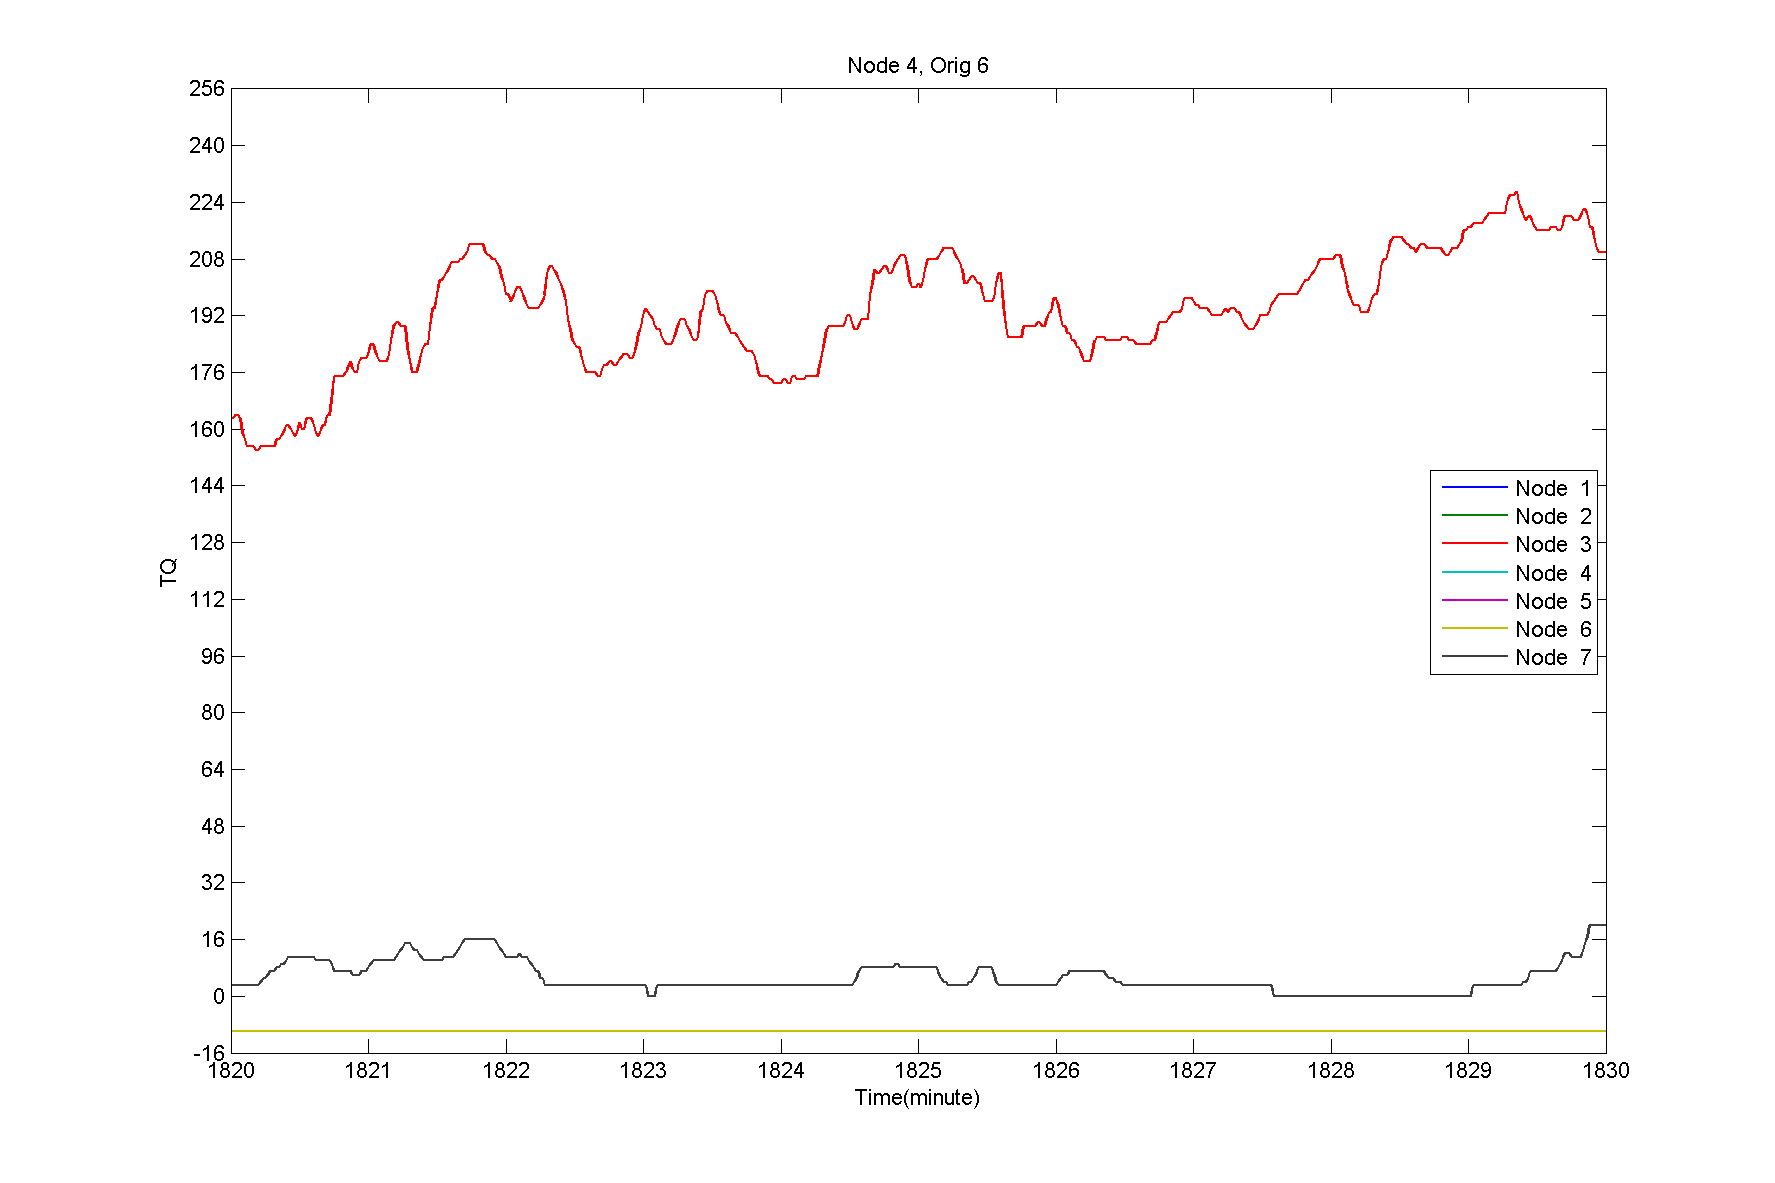 Node 4, Orig 6
256
240
224
208
192
176
160
144
128
112
96
80
64
48
32
16
0
-16
TQ
Node 1
Node 2
Node 3
Node 4
Node 5
Node 6
Node 7
1820 1821 1822 1823 1824 1825 1826 1827 1828 1829 1830
Time(minute)